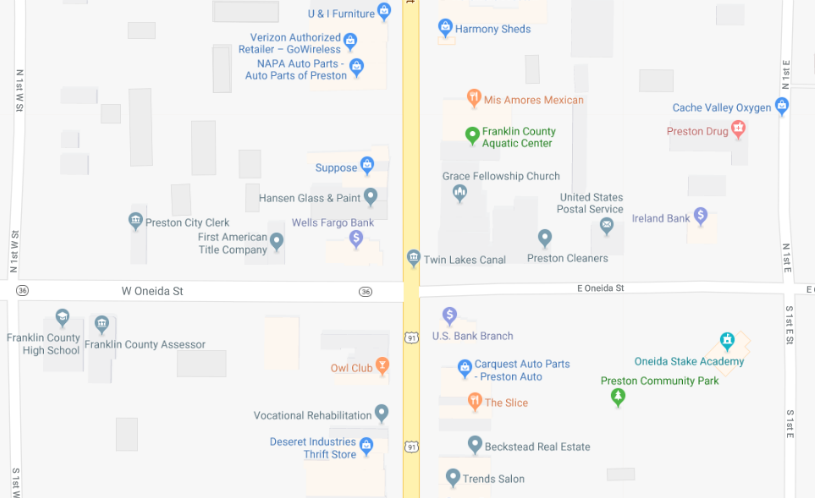 U & I Furniture
Harmony Sheds
Verizon Authorized
Retailer – GoWireless
NAPA Auto Parts -
Auto Parts of Preston
N 1st W St
N 1st E
Mis Amores Mexican
Cache Valley Oxygen
Franklin County
Aquatic Center
Preston Drug
Suppose
Grace Fellowship Church
Hansen Glass & Paint
United States
Postal Service
Preston City Clerk
Wells Fargo Bank
Ireland Bank
First American
Title Company
N 1st W St
N 1st E
Twin Lakes Canal
Preston Cleaners
36
W Oneida St
36
E Oneida St
E
Franklin County
High School
Franklin County Assessor
91
U.S. Bank Branch
S 1st E St
Owl Club
Carquest Auto Parts
- Preston Auto
Oneida Stake Academy
Preston Community Park
The Slice
Vocational Rehabilitation
S 1st E
Deseret Industries
Thrift Store
91
Beckstead Real Estate
S 1st W
Trends Salon